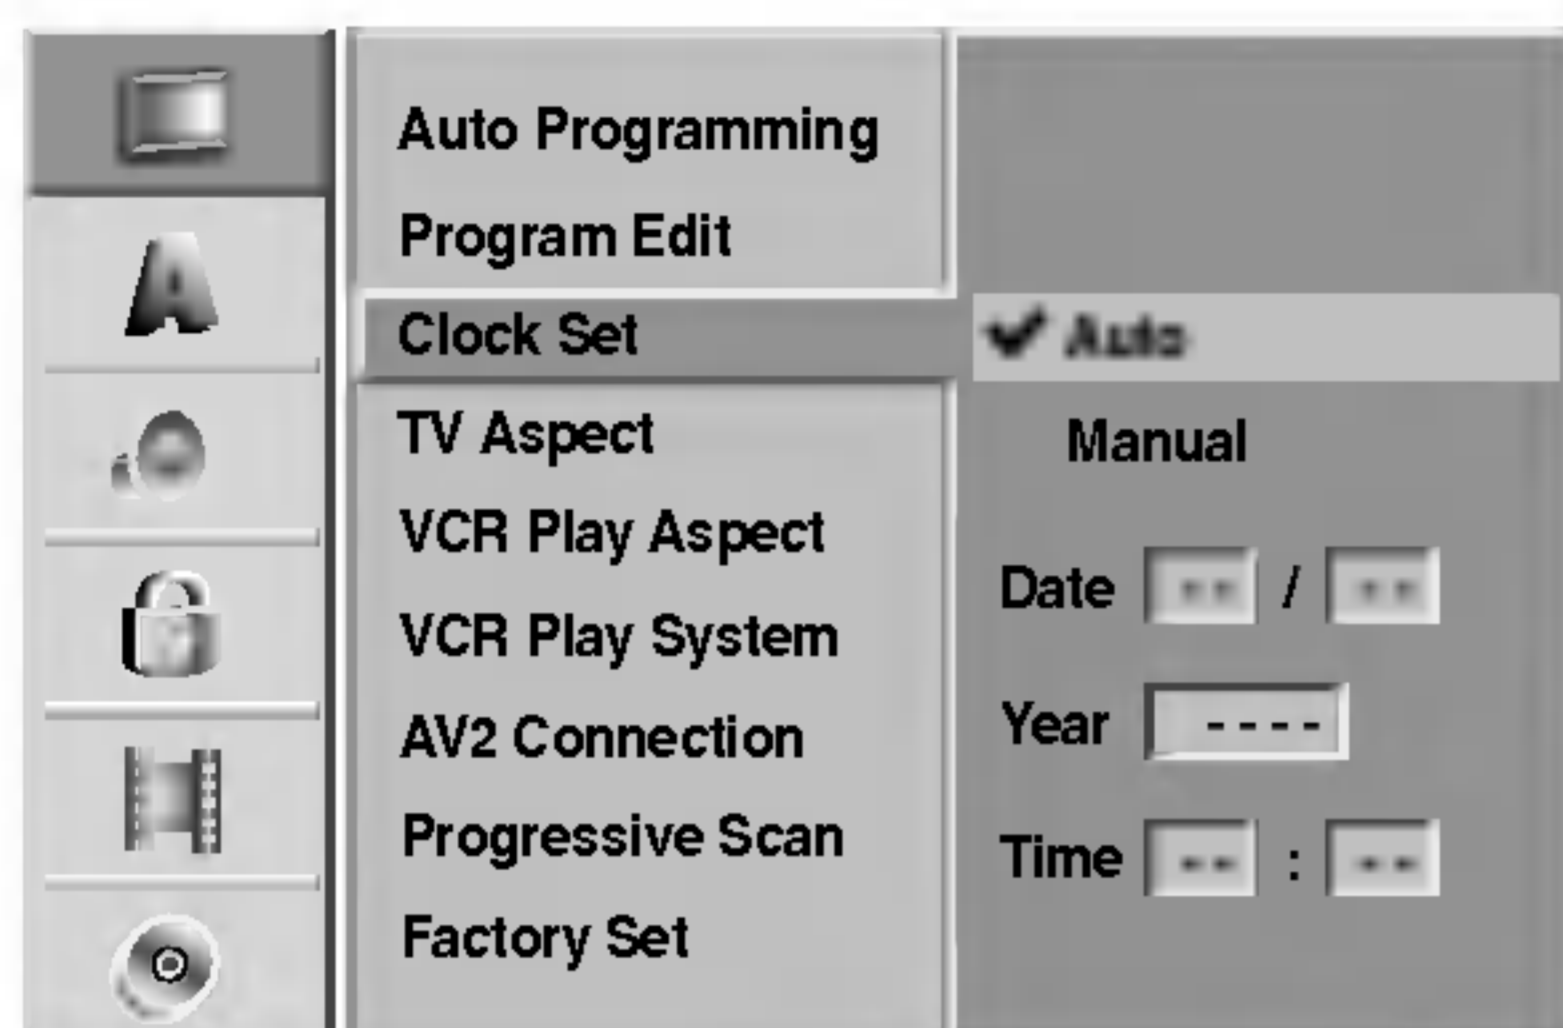 Auto Programming
Program Edit
Clock Set
TV Aspect
VCR Play Aspect
VCR Play System
AV2 Connection
Progressive Scan
Factory Set
✔ Auto
Manual
Date -- / --
Year ----
Time -- : --